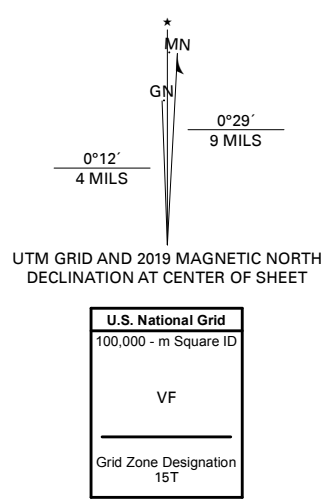 ★
MN
GN
0°29´
9 MILS
0°12´
4 MILS
UTM GRID AND 2019 MAGNETIC NORTH
DECLINATION AT CENTER OF SHEET
U.S. National Grid
100,000 - m Square ID
VF
Grid Zone Designation
15T